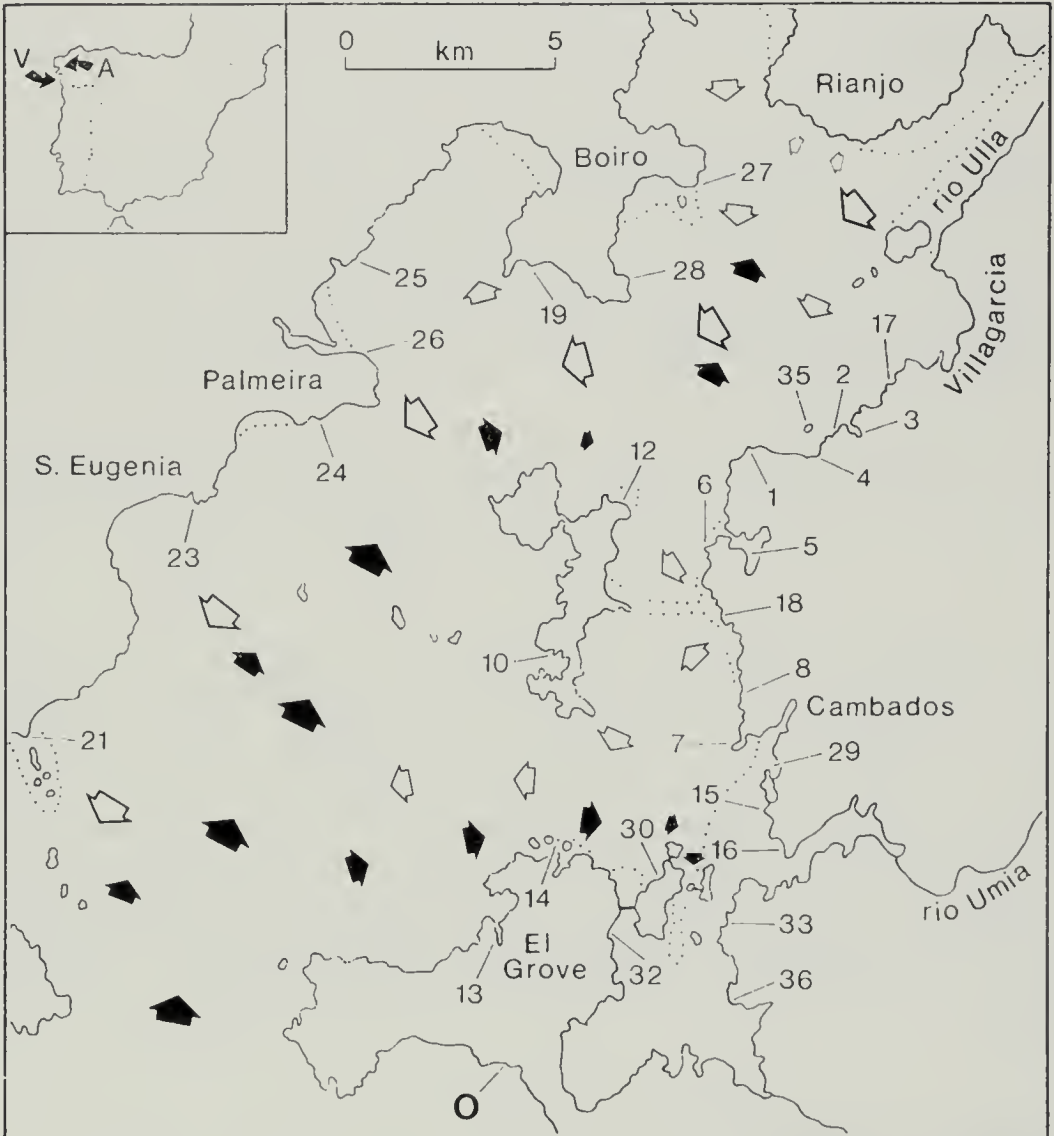 V
A
0 5
km
Rianjo
Boiro
27
rio Ulla
25
28
19
Villagarcia
17
26
35
2
Palmeira
3
24
12
4
S. Eugenia
6
1
23
5
18
10
8
Cambados
21
7
29
15
30
16
14
rio Umia
El
Grove
33
13
32
36
O